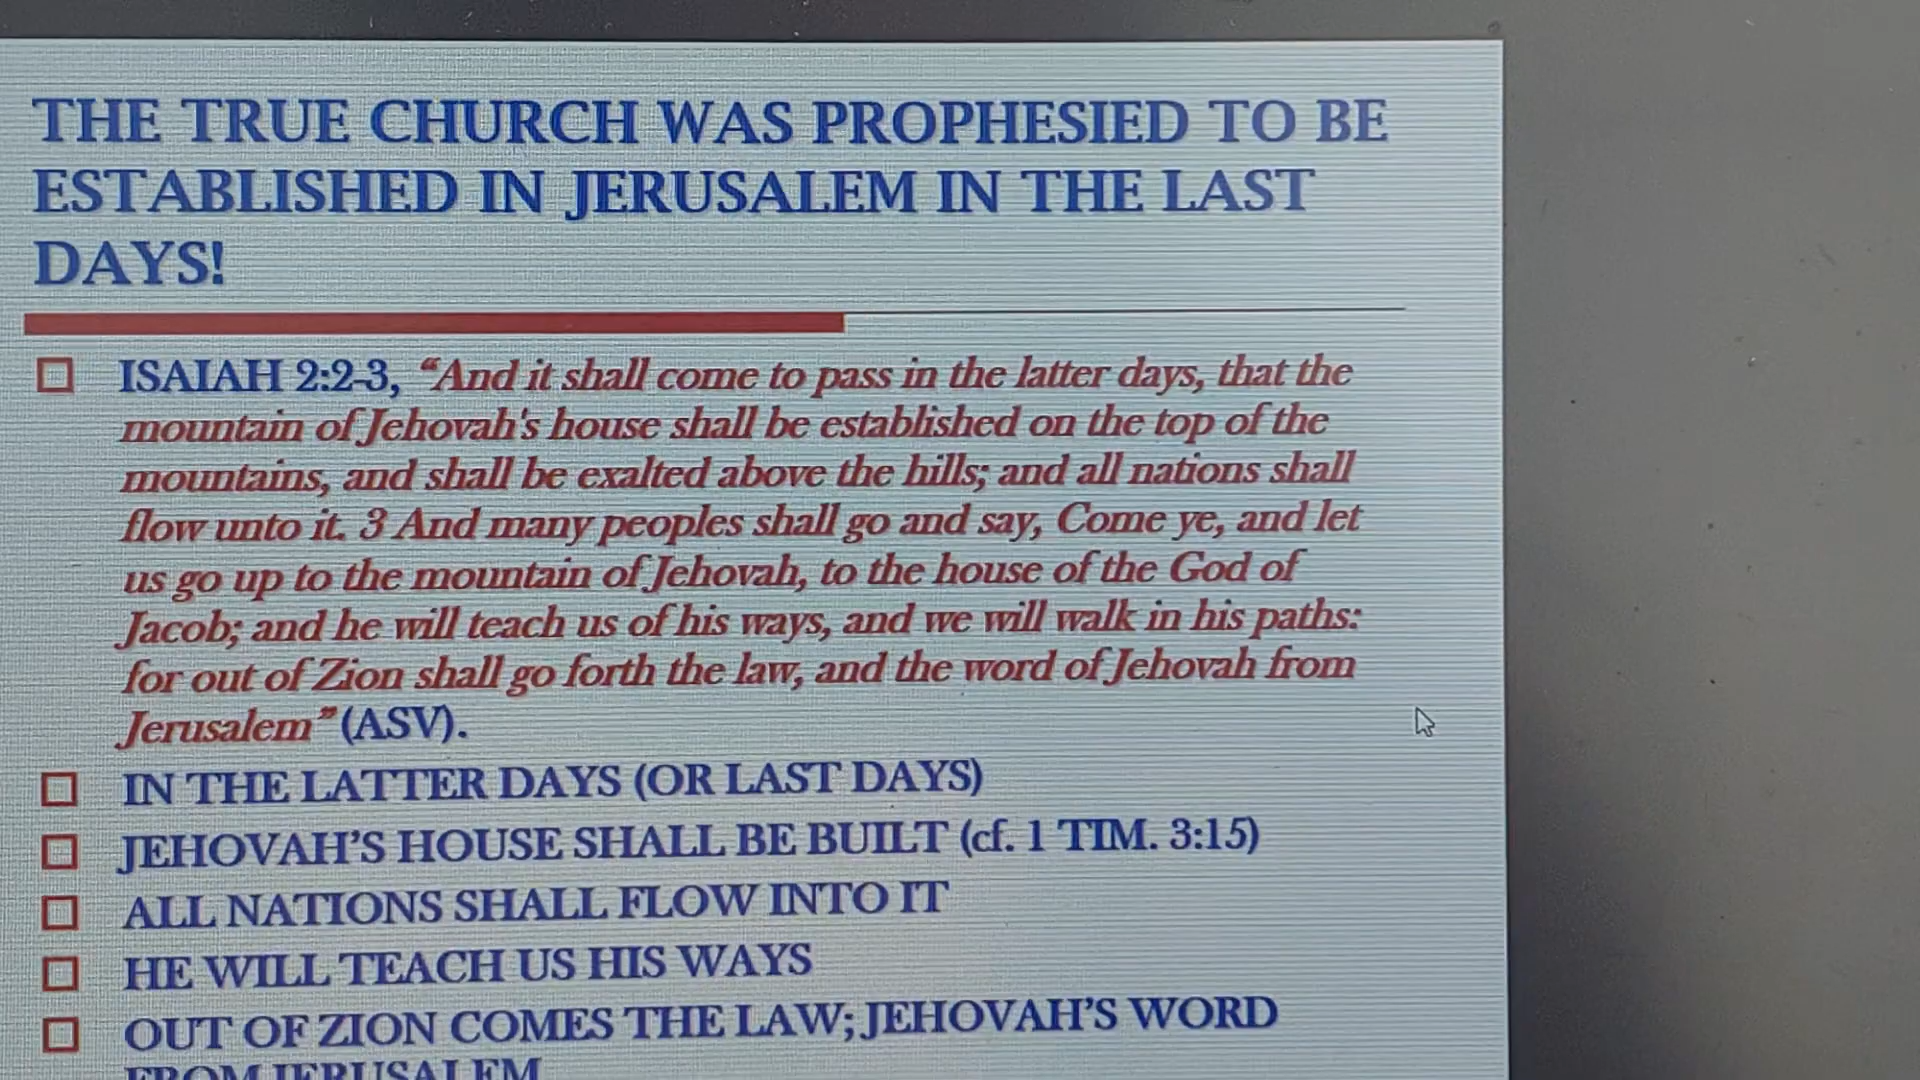 THE TRUE CHURCH WAS PROPHESIED TO BE
ESTABLISHED IN JERUSALEM IN THE LAST
DAYS!
ISAIAH 2:2-3, “And it shall come to pass in the latter days, that the
mountain of Jehovah's house shall be established on the top of the
mountains, and shall be exalted above the hills; and all nations shall
flow unto it. 3 And many peoples shall go and say, Come ye, and let
us go up to the mountain of Jehovah, to the house of the God of
Jacob; and he will teach us of his ways, and we will walk in his paths:
for out of Zion shall go forth the law, and the word of Jehovah from
Jerusalem” (ASV).
IN THE LATTER DAYS (OR LAST DAYS)
JEHOVAH’S HOUSE SHALL BE BUILT (cf. 1 TIM. 3:15)
ALL NATIONS SHALL FLOW INTO IT
HE WILL TEACH US HIS WAYS
OUT OF ZION COMES THE LAW; JEHOVAH’S WORD
FROM JERUSALEM